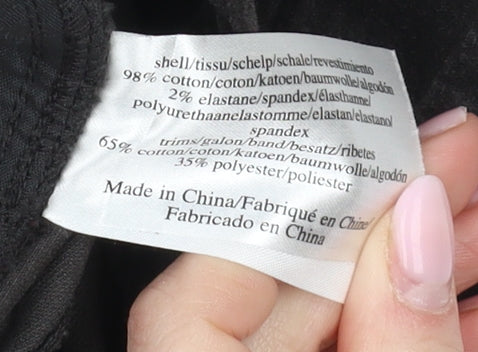 shell/tissu/schelp/schale/revestimiento
98% cotton/coton/katoen/baumwolle/algodón
2% elastane/spandex/élasthanne/
polyurethaanelastomme/elastan/elastano/
spandex
trims/galon/band/besatz/ribetes
65% cotton/coton/katoen/baumwolle/algodón
35% polyester/poliester
Made in China/Fabriqué en Chine/
Fabricado en China